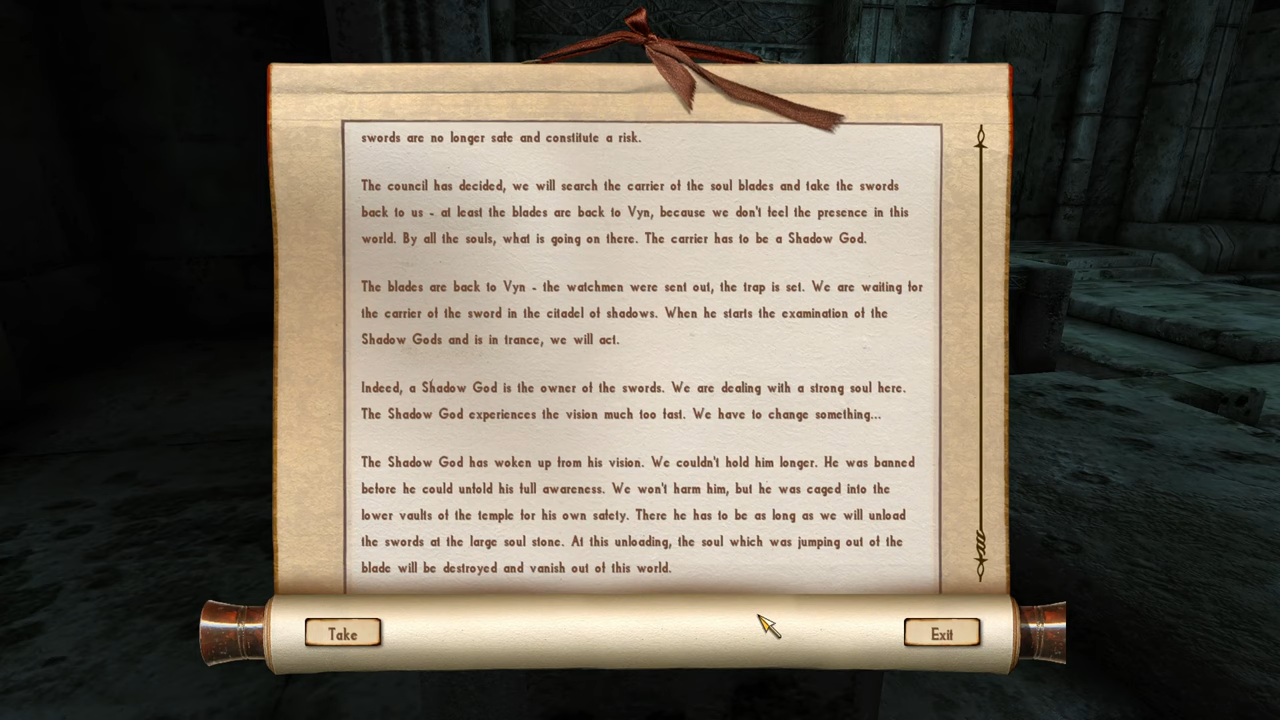 swords are no longer safe and constitute a risk.
The council has decided, we will search the carrier of the soul blades and take the swords
back to us - at least the blades are back to Vyn, because we don't feel the presence in this
world. By all the souls, what is going on there. The carrier has to be a Shadow God.
The blades are back to Vyn - the watchmen were sent out, the trap is set. We are waiting for
the carrier of the sword in the citadel of shadows. When he starts the examination of the
Shadow Gods and is in trance, we will act.
Indeed, a Shadow God is the owner of the swords. We are dealing with a strong soul here.
The Shadow God experiences the vision much too fast. We have to change something...
The Shadow God has woken up from his vision. We couldn't hold him longer. He was banned
before he could unfold his full awareness. We won't harm him, but he was caged into the
lower vaults of the temple for his own safety. There he has to be as long as we will unload
the swords at the large soul stone. At this unloading, the soul which was jumping out of the
blade will be destroyed and vanish out of this world.
Take
Exit